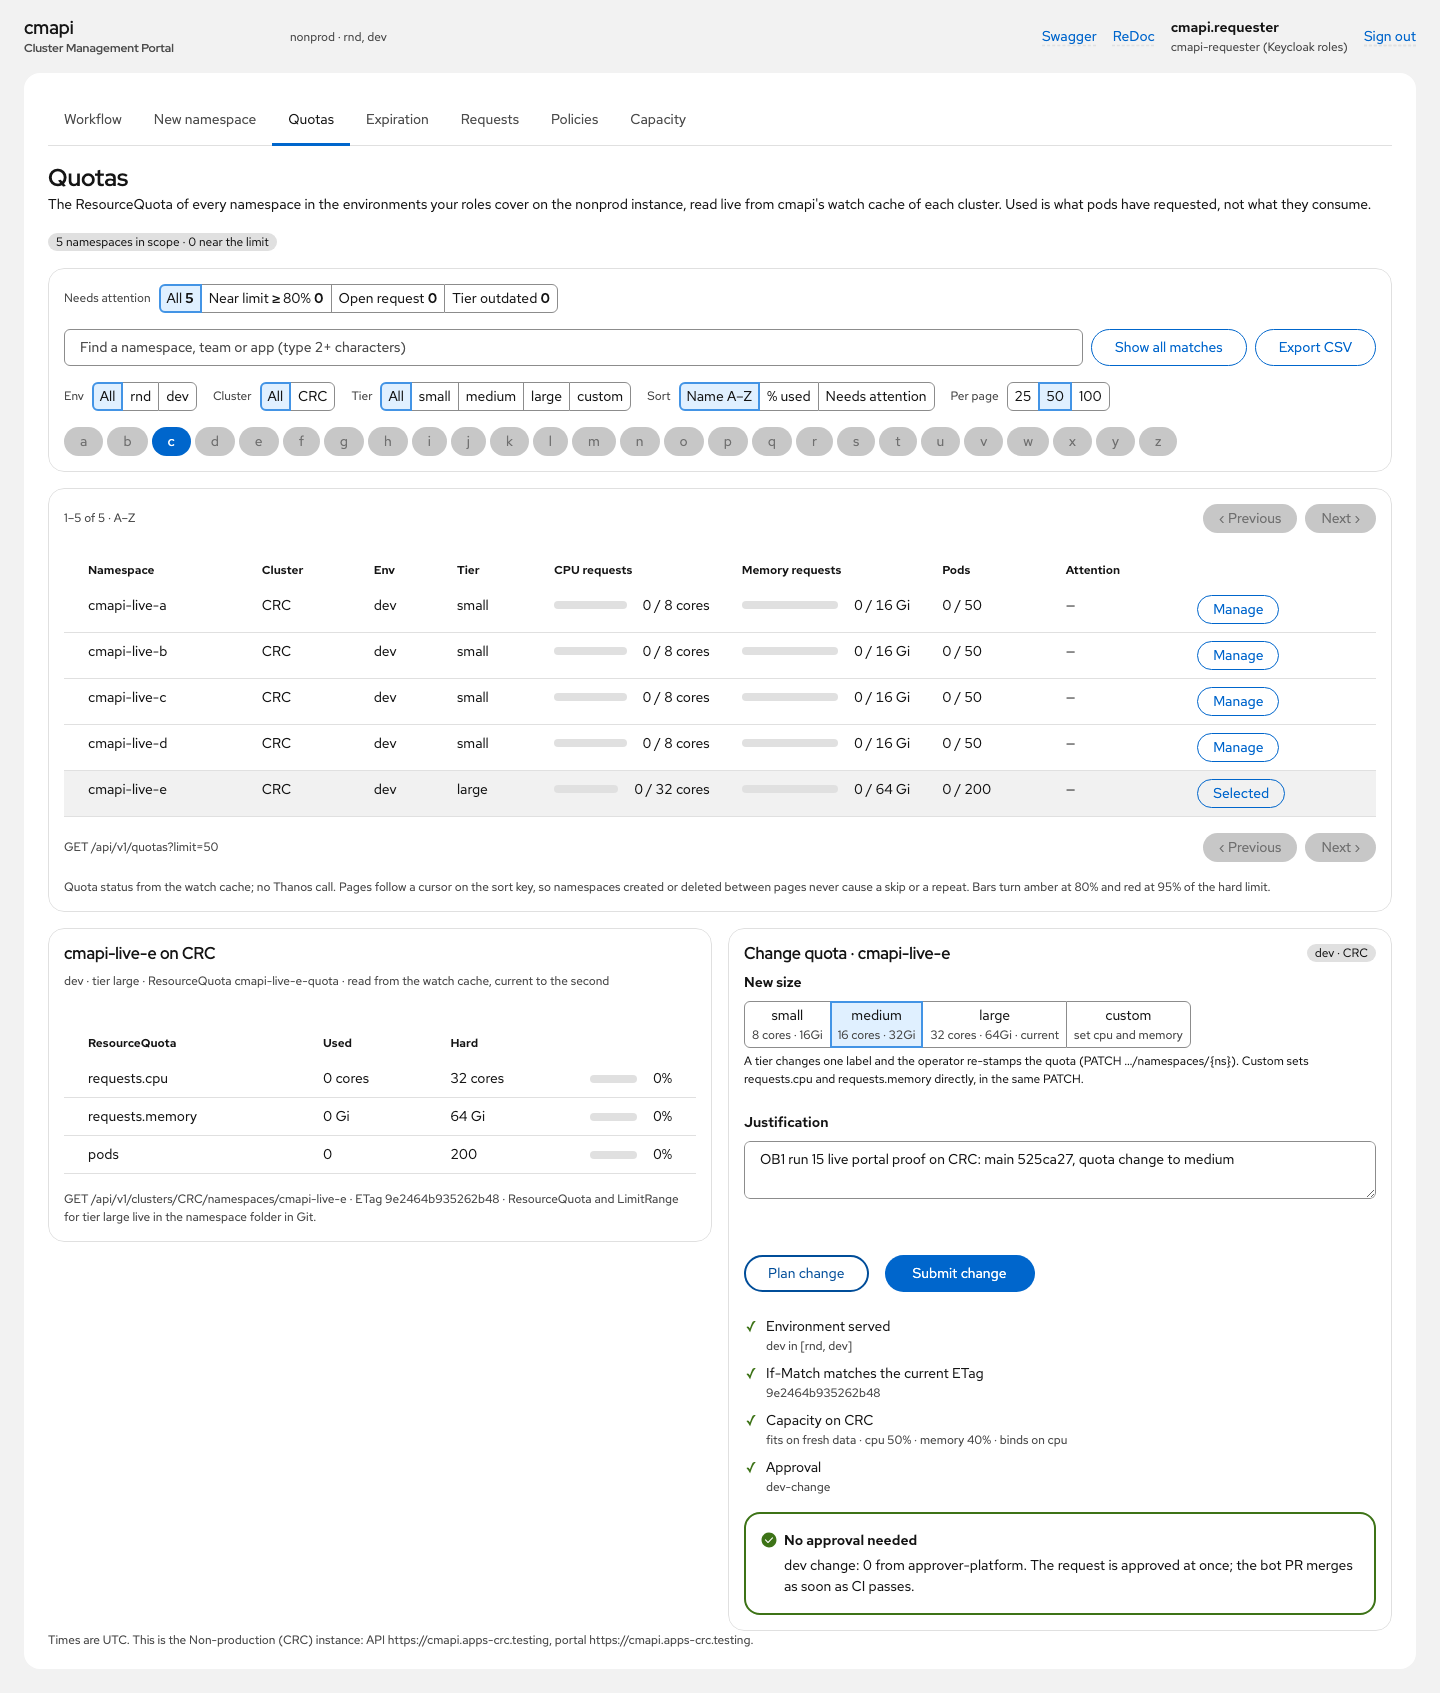 cmapi
Cluster Management Portal
nonprod · rnd, dev
Swagger
ReDoc
cmapi.requester
cmapi-requester (Keycloak roles)
Sign out
Workflow
New namespace
Quotas
Expiration
Requests
Policies
Capacity
Quotas
The ResourceQuota of every namespace in the environments your roles cover on the nonprod instance, read live from cmapi's watch cache of each cluster. Used is what pods have requested, not what they consume.
5 namespaces in scope · 0 near the limit
Needs attention
All 5
Near limit ≥ 80% 0
Open request 0
Tier outdated 0
Find a namespace, team or app (type 2+ characters)
Show all matches
Export CSV
Env
All
rnd
dev
Cluster
All
CRC
Tier
All
small
medium
large
custom
Sort
Name A–Z
% used
Needs attention
Per page
25
50
100
a b c d e f g h i j k l m n o p q r s t u v w x y z
1–5 of 5 · A–Z
‹ Previous
Next ›
Namespace Cluster Env Tier CPU requests Memory requests Pods Attention
cmapi-live-a CRC dev small 0 / 8 cores 0 / 16 Gi 0 / 50 – Manage
cmapi-live-b CRC dev small 0 / 8 cores 0 / 16 Gi 0 / 50 – Manage
cmapi-live-c CRC dev small 0 / 8 cores 0 / 16 Gi 0 / 50 – Manage
cmapi-live-d CRC dev small 0 / 8 cores 0 / 16 Gi 0 / 50 – Manage
cmapi-live-e CRC dev large 0 / 32 cores 0 / 64 Gi 0 / 200 – Selected
GET /api/v1/quotas?limit=50
‹ Previous
Next ›
Quota status from the watch cache; no Thanos call. Pages follow a cursor on the sort key, so namespaces created or deleted between pages never cause a skip or a repeat. Bars turn amber at 80% and red at 95% of the hard limit.
cmapi-live-e on CRC
dev · tier large · ResourceQuota cmapi-live-e-quota · read from the watch cache, current to the second
ResourceQuota Used Hard
requests.cpu 0 cores 32 cores 0%
requests.memory 0 Gi 64 Gi 0%
pods 0 200 0%
GET /api/v1/clusters/CRC/namespaces/cmapi-live-e · ETag 9e2464b935262b48 · ResourceQuota and LimitRange
for tier large live in the namespace folder in Git.
Change quota · cmapi-live-e
dev · CRC
New size
small
8 cores · 16Gi
medium
16 cores · 32Gi
large
32 cores · 64Gi · current
custom
set cpu and memory
A tier changes one label and the operator re-stamps the quota (PATCH …/namespaces/{ns}). Custom sets
requests.cpu and requests.memory directly, in the same PATCH.
Justification
OB1 run 15 live portal proof on CRC: main 525ca27, quota change to medium
Plan change
Submit change
Environment served
dev in [rnd, dev]
If-Match matches the current ETag
9e2464b935262b48
Capacity on CRC
fits on fresh data · cpu 50% · memory 40% · binds on cpu
Approval
dev-change
No approval needed
dev change: 0 from approver-platform. The request is approved at once; the bot PR merges
as soon as CI passes.
Times are UTC. This is the Non-production (CRC) instance: API https://cmapi.apps-crc.testing, portal https://cmapi.apps-crc.testing.